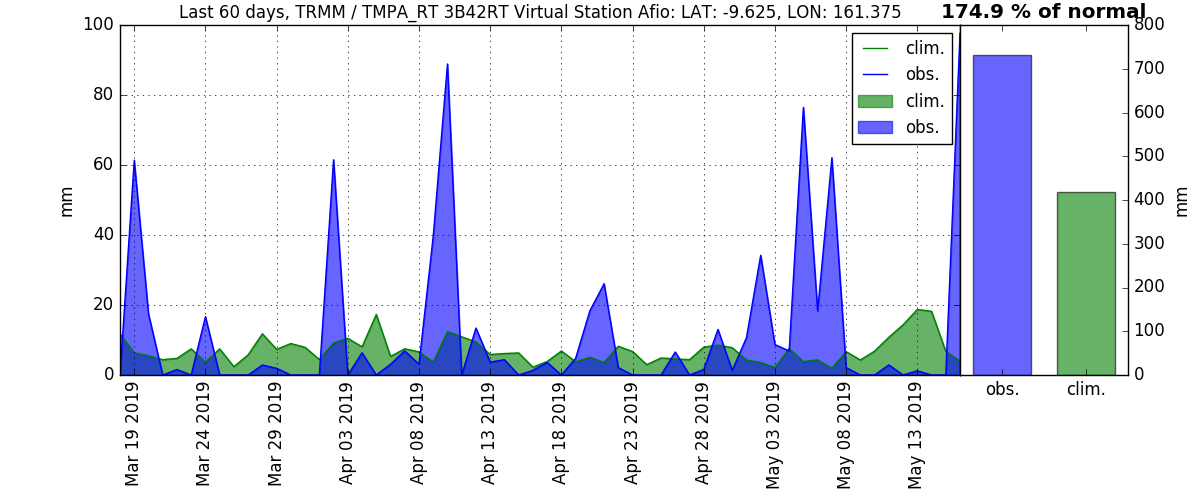 Last 60 days, TRMM / TMPA_RT 3B42RT Virtual Station Afio: LAT: -9.625, LON: 161.375
174.9 % of normal
100
80
60
40
20
0
mm
clim.
obs.
clim.
obs.
800
700
600
500
400
300
200
100
0
mm
Mar 19 2019
Mar 24 2019
Mar 29 2019
Apr 03 2019
Apr 08 2019
Apr 13 2019
Apr 18 2019
Apr 23 2019
Apr 28 2019
May 03 2019
May 08 2019
May 13 2019
obs.
clim.